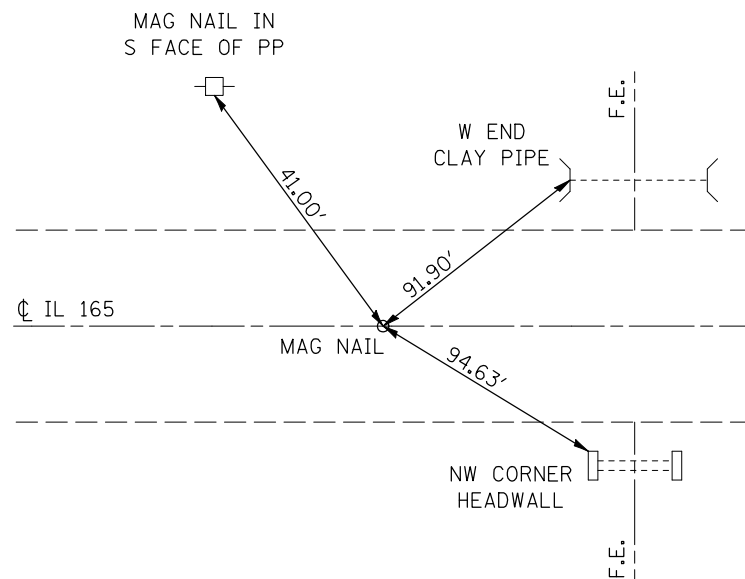 MAG NAIL IN
S FACE OF PP
F.E.
W END
CLAY PIPE
41.00'
91.90'
℄ IL 165
MAG NAIL
94.63'
NW CORNER
HEADWALL
F.E.